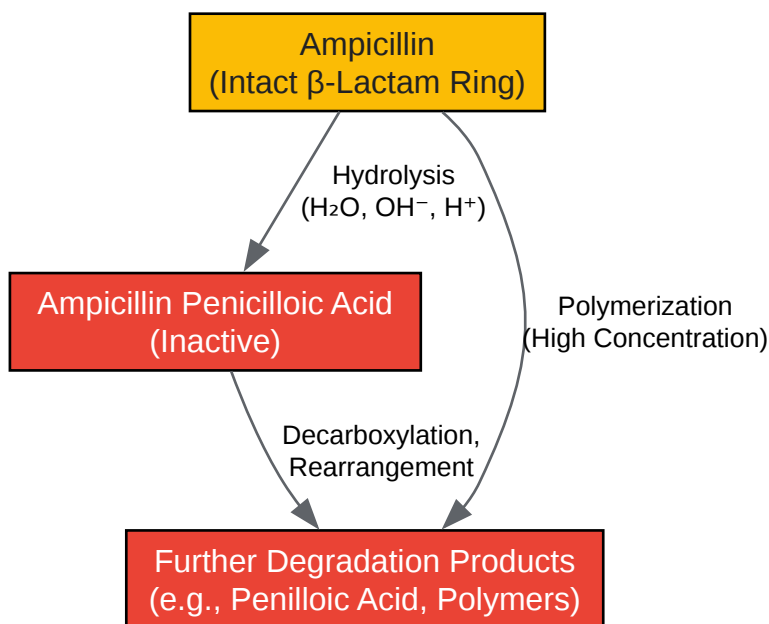 Ampicillin
(Intact β-Lactam Ring)
Hydrolysis
(H₂O, OH⁻, H⁺)
Ampicillin Penicilloic Acid
(Inactive)
Polymerization
(High Concentration)
Decarboxylation,
Rearrangement
Further Degradation Products
(e.g., Penilloic Acid, Polymers)